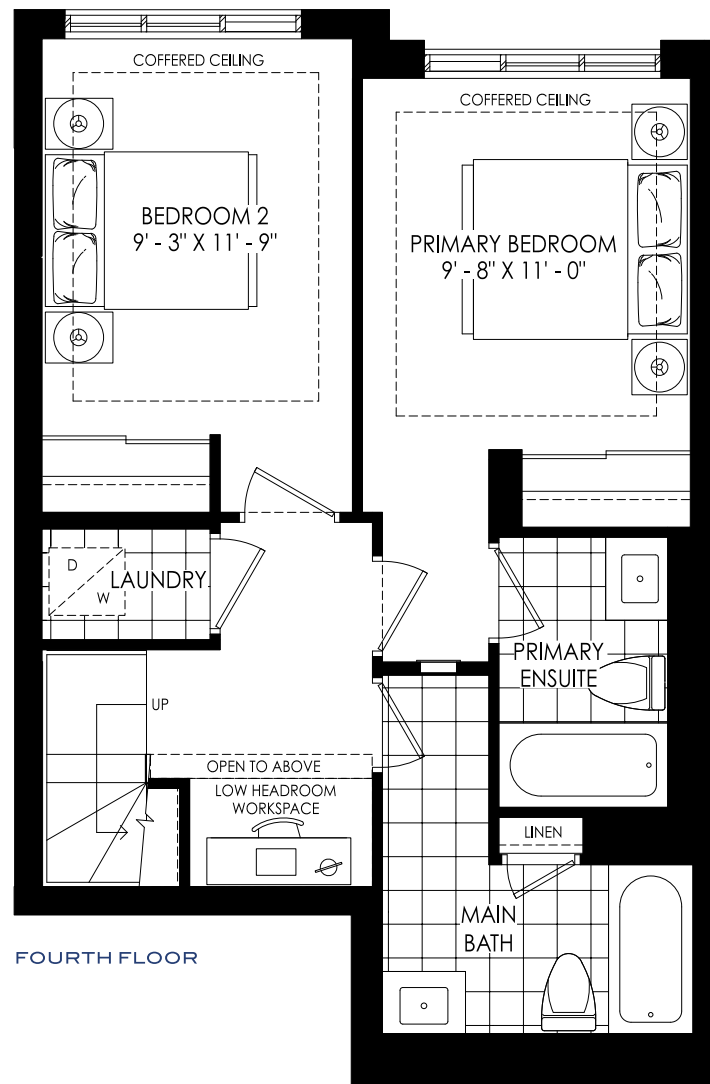 COFFERED CEILING
BEDROOM 2
9' - 3" X 11' - 9"
COFFERED CEILING
PRIMARY BEDROOM
9' - 8" X 11' - 0"
D
W
LAUNDRY
PRIMARY
ENSUITE
UP
OPEN TO ABOVE
LOW HEADROOM
WORKSPACE
LINEN
MAIN
BATH
FOURTH FLOOR